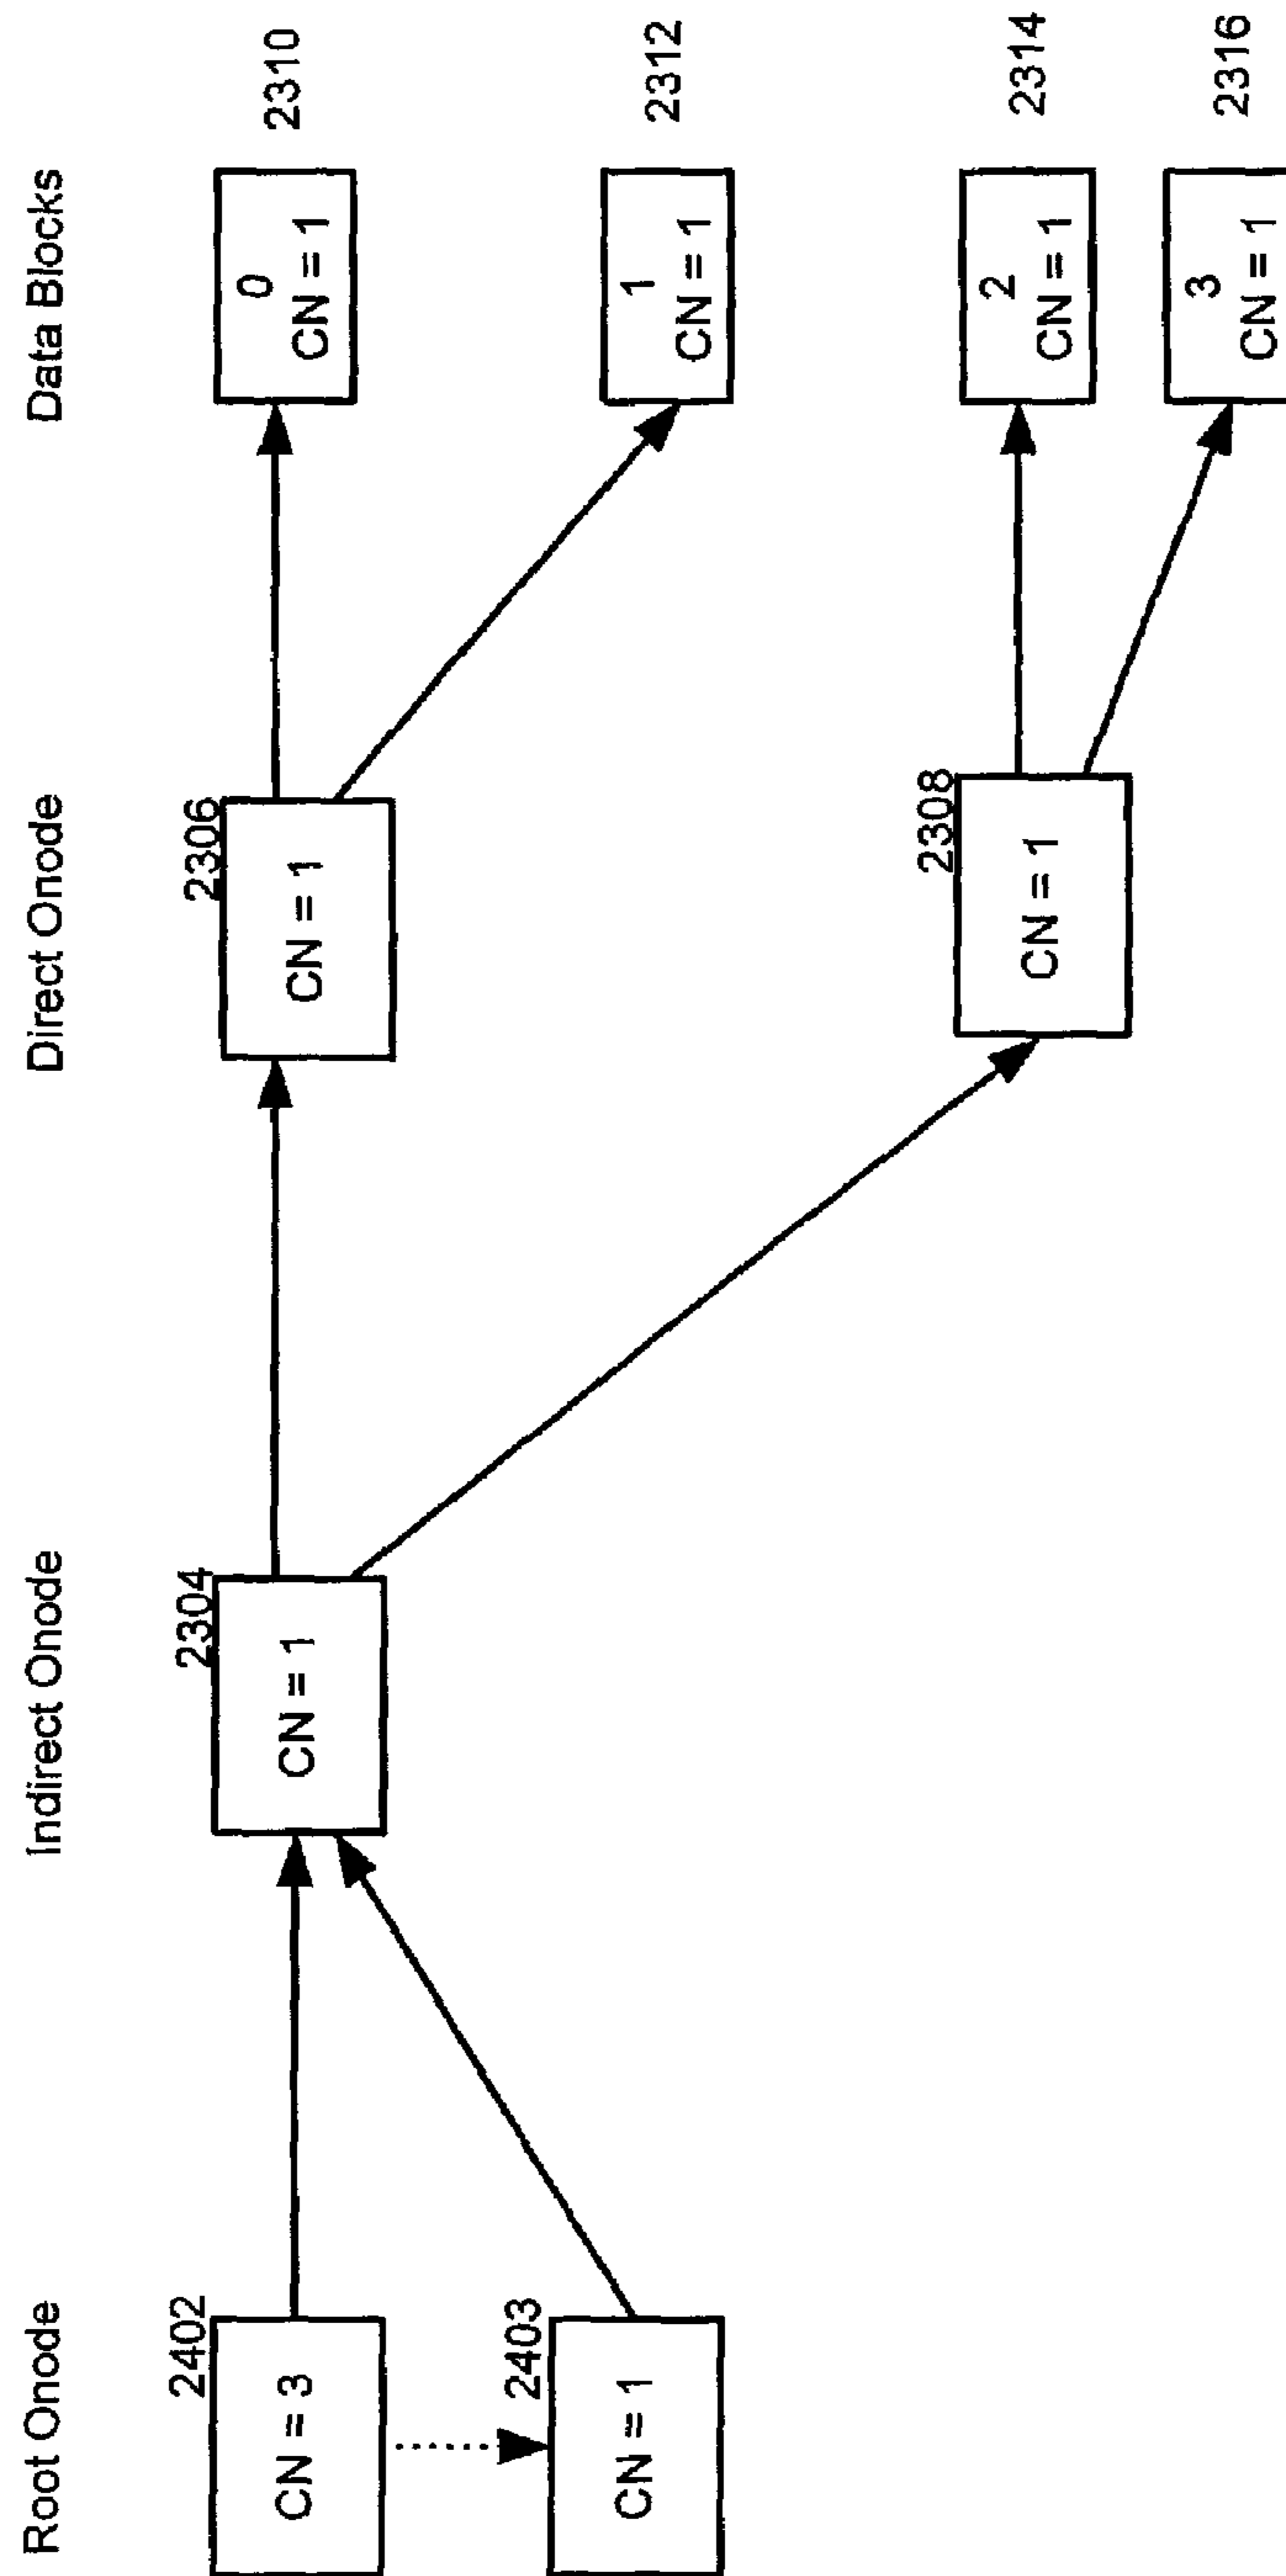 Root Onode
Indirect Onode
Direct Onode
Data Blocks
2402
CN = 3
2403
CN = 1
2304
CN = 1
2306
CN = 1
2308
CN = 1
0
CN = 1
2310
1
CN = 1
2312
2
CN = 1
2314
3
CN = 1
2316